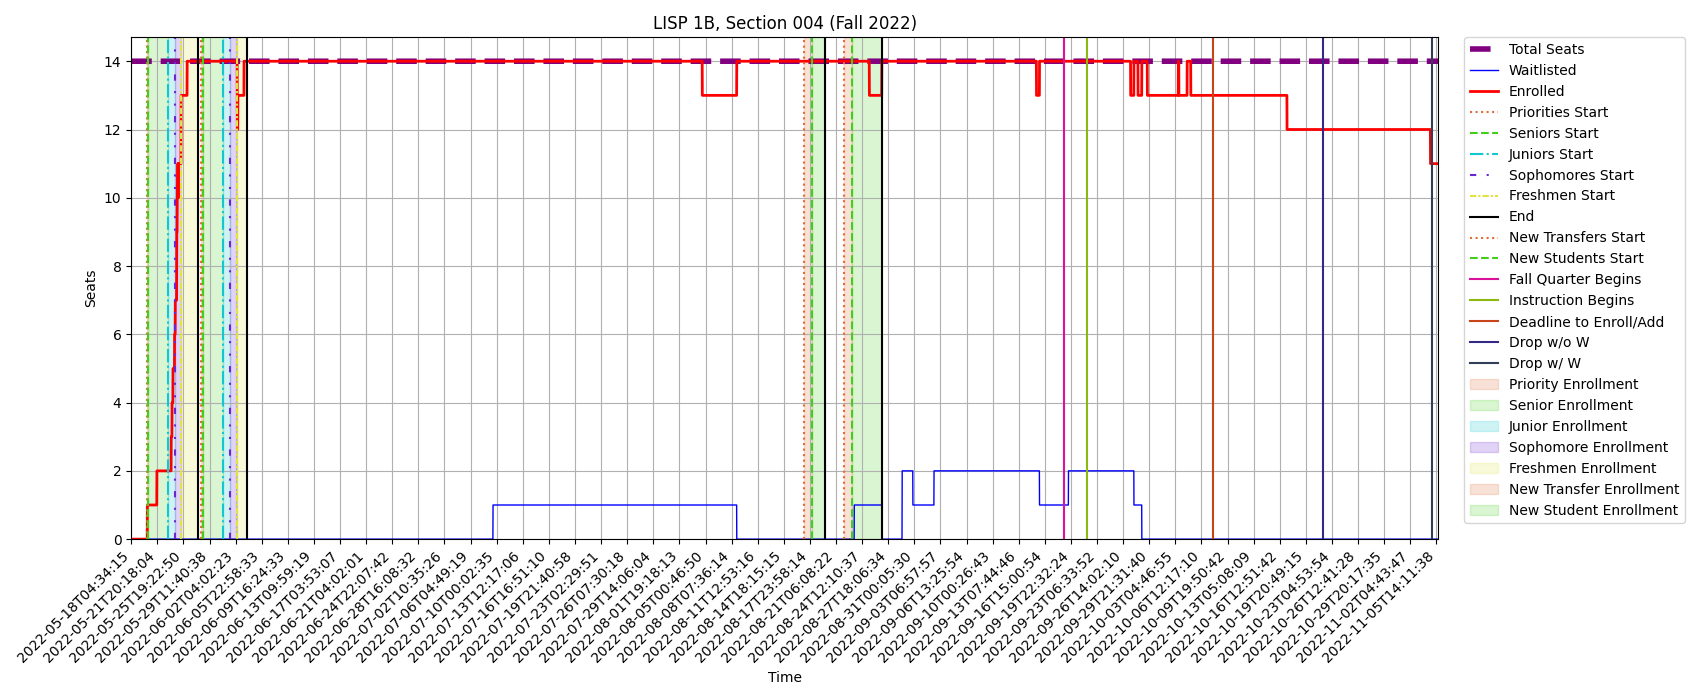 LISP 1B, Section 004 (Fall 2022)
Seats
14
12
10
8
6
4
2
0
2022-05-18T04:34:15
2022-05-21T20:18:04
2022-05-25T19:22:50
2022-05-29T11:40:38
2022-06-02T04:02:23
2022-06-05T22:58:33
2022-06-09T16:24:33
2022-06-13T09:59:19
2022-06-17T03:53:07
2022-06-21T04:02:01
2022-06-24T22:07:42
2022-06-28T16:08:32
2022-07-02T10:35:26
2022-07-06T04:49:19
2022-07-10T00:02:35
2022-07-13T12:17:06
2022-07-16T16:51:10
2022-07-19T21:40:58
2022-07-23T02:29:51
2022-07-26T07:30:18
2022-07-29T14:06:04
2022-08-01T19:18:13
2022-08-05T00:46:50
2022-08-08T07:36:14
2022-08-11T12:53:16
2022-08-14T18:15:15
2022-08-17T23:58:14
2022-08-21T06:08:22
2022-08-24T12:10:37
2022-08-27T18:06:34
2022-08-31T00:05:30
2022-09-03T06:57:57
2022-09-06T13:25:54
2022-09-10T00:26:43
2022-09-13T07:44:46
2022-09-16T15:00:54
2022-09-19T22:32:24
2022-09-23T06:33:52
2022-09-26T14:02:10
2022-09-29T21:31:40
2022-10-03T04:46:55
2022-10-06T12:17:10
2022-10-09T19:50:42
2022-10-13T05:08:09
2022-10-16T12:51:42
2022-10-19T20:49:15
2022-10-23T04:53:54
2022-10-26T12:41:28
2022-10-29T20:17:35
2022-11-02T04:43:47
2022-11-05T14:11:38
Time
Total Seats
Waitlisted
Enrolled
Priorities Start
Seniors Start
Juniors Start
Sophomores Start
Freshmen Start
End
New Transfers Start
New Students Start
Fall Quarter Begins
Instruction Begins
Deadline to Enroll/Add
Drop w/o W
Drop w/ W
Priority Enrollment
Senior Enrollment
Junior Enrollment
Sophomore Enrollment
Freshmen Enrollment
New Transfer Enrollment
New Student Enrollment